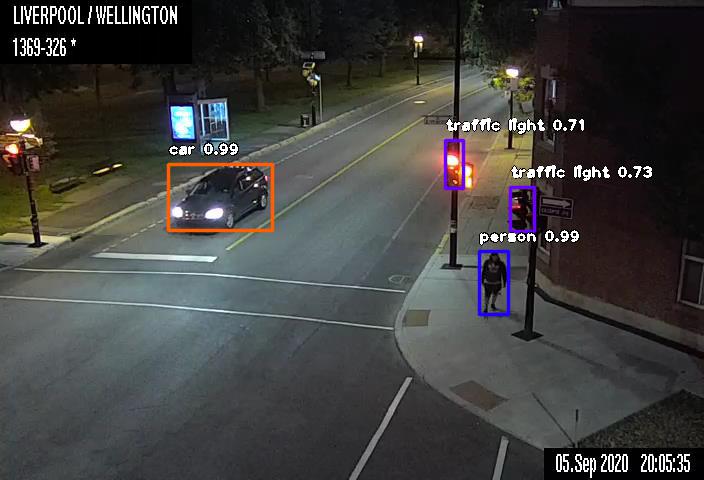 LIVERPOOL / WELLINGTON
1369-326 *
traffic light 0.71
car 0.99
traffic light 0.73
person 0.99
05.Sep 2020 20:05:35